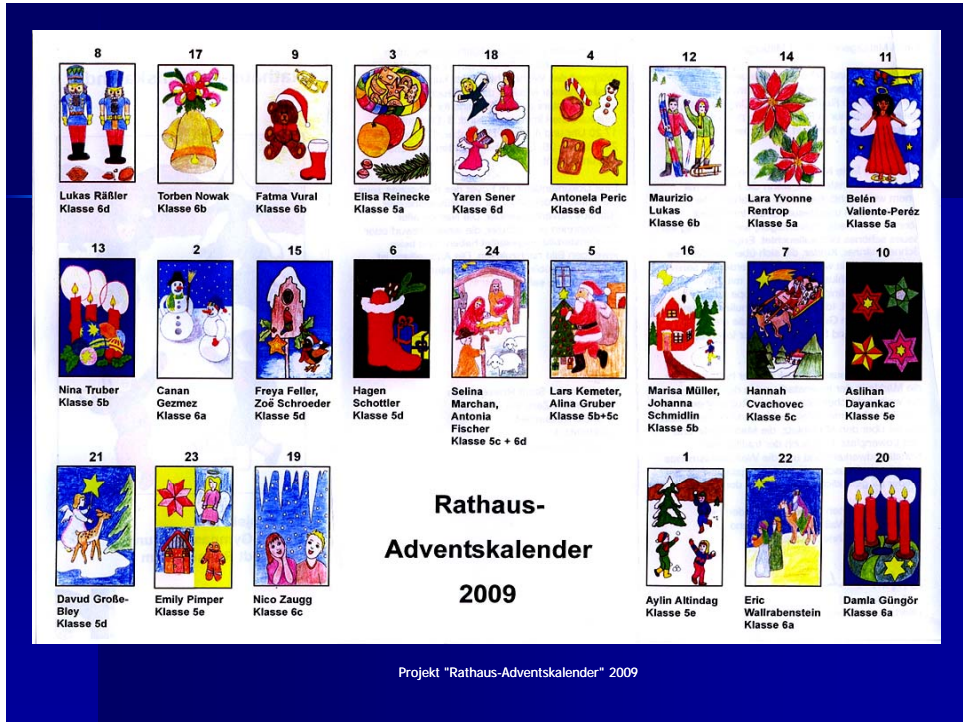 8 17 9 3 18 4 12 14 11
Lukas Räßler
Klasse 6d
Torben Nowak
Klasse 6b
Fatma Vural
Klasse 6b
Elisa Reinecke
Klasse 5a
Yaren Sener
Klasse 6d
Antonela Peric
Klasse 6d
Maurizio
Lukas
Klasse 6b
Lara Yvonne
Rentrop
Klasse 5a
Belén
Valiente-Peréz
Klasse 5a
13 2 15 6 24 5 16 7 10
Nina Truber
Klasse 5b
Canan
Gezmez
Klasse 6a
Freya Feller,
Zoë Schroeder
Klasse 5d
Hagen
Schottler
Klasse 5d
Selina
Marchan,
Antonia
Fischer
Klasse 5c + 6d
Lars Kemeter,
Alina Gruber
Klasse 5b+5c
Marisa Müller,
Johanna
Schmidlin
Klasse 5b
Hannah
Cvachovec
Klasse 5c
Aslihan
Dayankac
Klasse 5e
21 23 19 1 22 20
Davud Große-
Bley
Klasse 5d
Emily Pimper
Klasse 5e
Nico Zaugg
Klasse 6c
Rathaus-
Adventskalender
2009
Aylin Altindag
Klasse 5e
Eric
Wallrabenstein
Klasse 6a
Damla Güngör
Klasse 6a
Projekt "Rathaus-Adventskalender" 2009